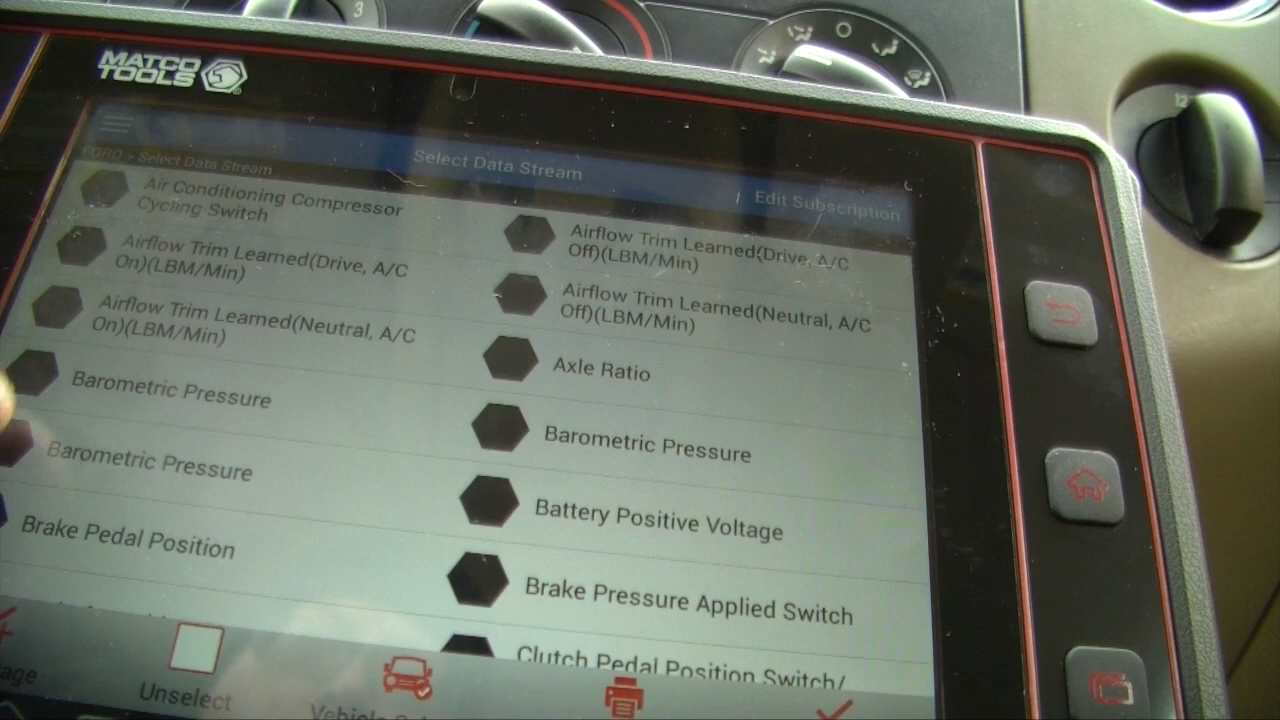 3
MATCO
TOOLS
12
Select Data Stream
FORD > Select Data Stream
Edit Subscription
Air Conditioning Compressor
Cycling Switch
Airflow Trim Learned(Drive, A/C
Off)(LBM/Min)
Airflow Trim Learned(Drive, A/C
On)(LBM/Min)
Airflow Trim Learned(Neutral, A/C
Off)(LBM/Min)
Airflow Trim Learned(Neutral, A/C
On)(LBM/Min)
Axle Ratio
Barometric Pressure
Barometric Pressure
Barometric Pressure
Battery Positive Voltage
Brake Pedal Position
Brake Pressure Applied Switch
Clutch Pedal Position Switch/
Unselect
Vehicle